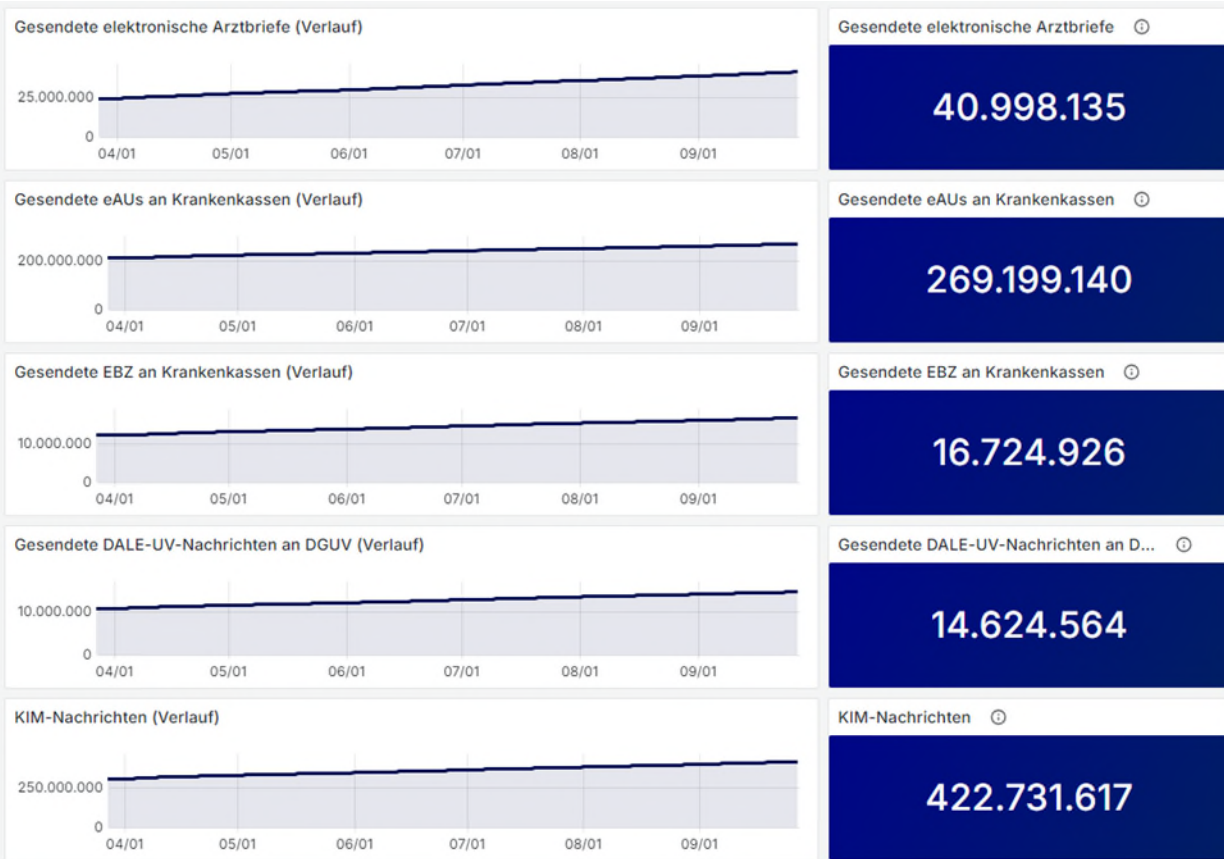 Gesendete elektronische Arztbriefe (Verlauf)
25.000.000
0
04/01 05/01 06/01 07/01 08/01 09/01
Gesendete elektronische Arztbriefe
40.998.135
Gesendete eAUs an Krankenkassen (Verlauf)
200.000.000
0
04/01 05/01 06/01 07/01 08/01 09/01
Gesendete eAUs an Krankenkassen
269.199.140
Gesendete EBZ an Krankenkassen (Verlauf)
10.000.000
0
04/01 05/01 06/01 07/01 08/01 09/01
Gesendete EBZ an Krankenkassen
16.724.926
Gesendete DALE-UV-Nachrichten an DGUV (Verlauf)
10.000.000
0
04/01 05/01 06/01 07/01 08/01 09/01
Gesendete DALE-UV-Nachrichten an D...
14.624.564
KIM-Nachrichten (Verlauf)
250.000.000
0
04/01 05/01 06/01 07/01 08/01 09/01
KIM-Nachrichten
422.731.617